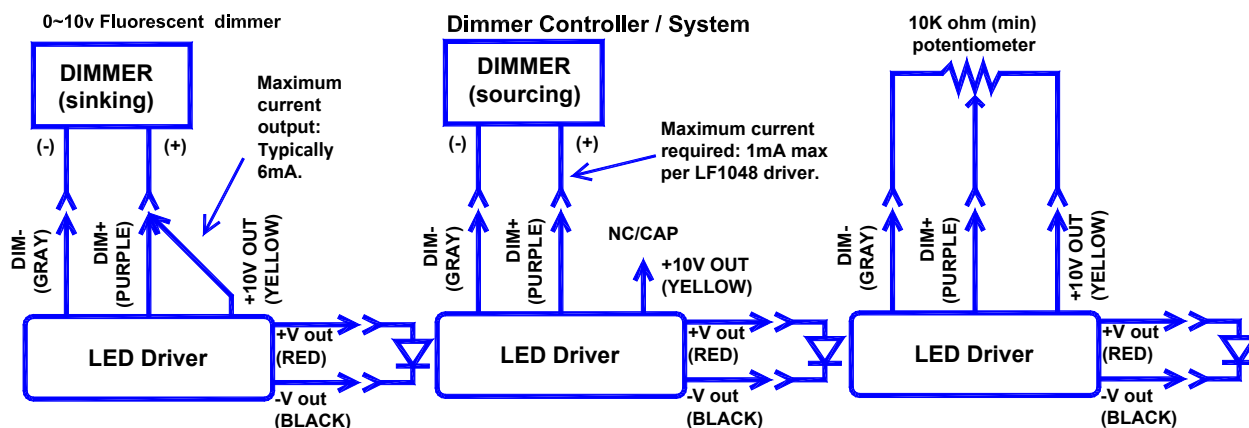 0~10v Fluorescent dimmer
DIMMER
(sinking)
(-)
(+)
Maximum
current
output:
Typically
6mA.
DIM-
(GRAY)
DIM+
(PURPLE)
+10V OUT
(YELLOW)
LED Driver
+V out
(RED)
-V out
(BLACK)
Dimmer Controller / System
DIMMER
(sourcing)
(-)
(+)
Maximum current
required: 1mA max
per LF1048 driver.
DIM-
(GRAY)
DIM+
(PURPLE)
NC/CAP
+10V OUT
(YELLOW)
LED Driver
+V out
(RED)
-V out
(BLACK)
10K ohm (min)
potentiometer
DIM-
(GRAY)
DIM+
(PURPLE)
+10V OUT
(YELLOW)
LED Driver
+V out
(RED)
-V out
(BLACK)